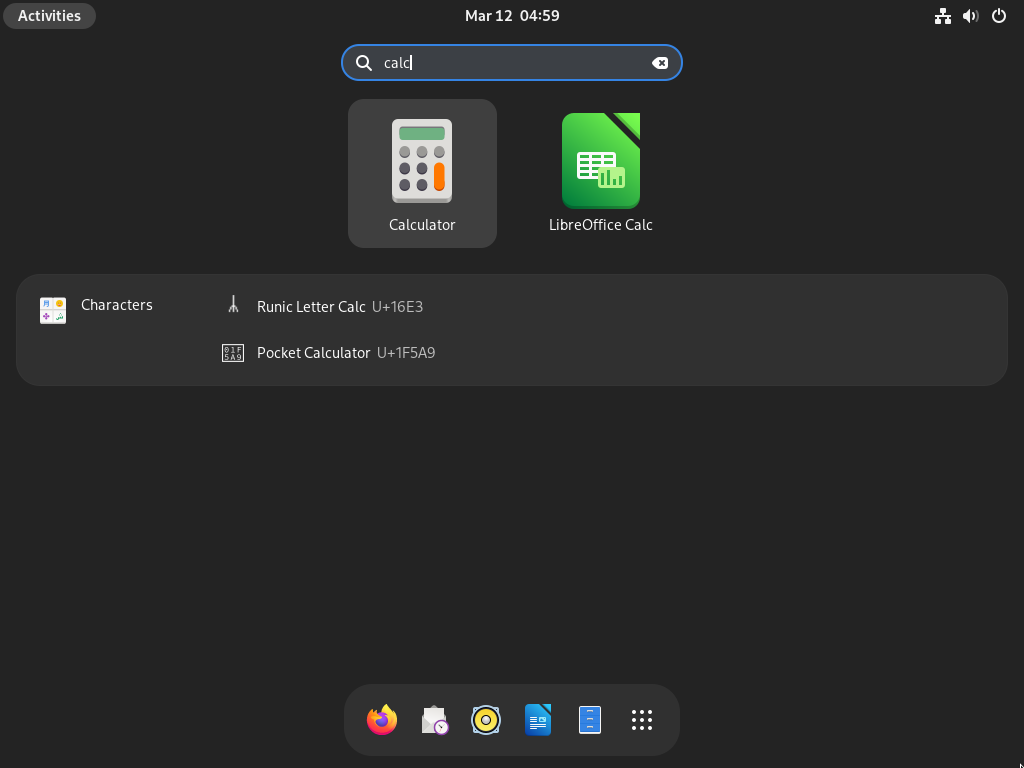 Activities
Mar 12 04:59
calc
Calculator
LibreOffice Calc
Characters
Runic Letter Calc U+16E3
01F
5A9
Pocket Calculator U+1F5A9